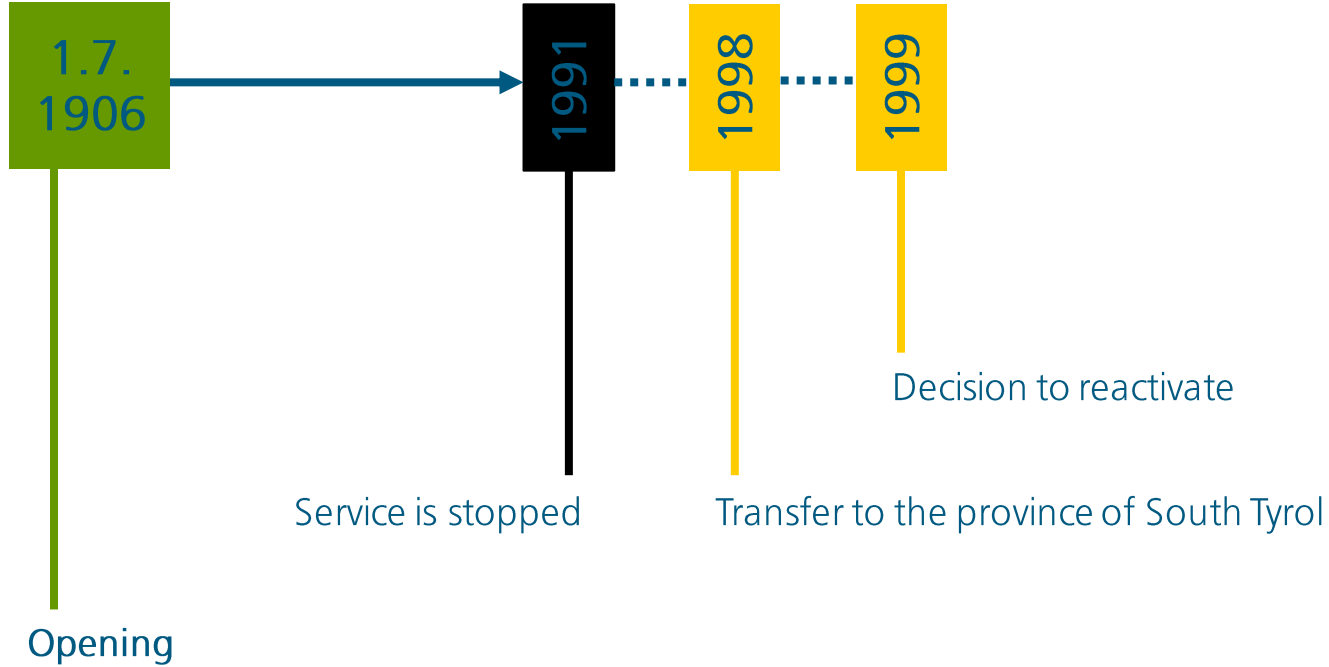 1.7.
1906
1991
1998
1999
Decision to reactivate
Service is stopped
Transfer to the province of South Tyrol
Opening